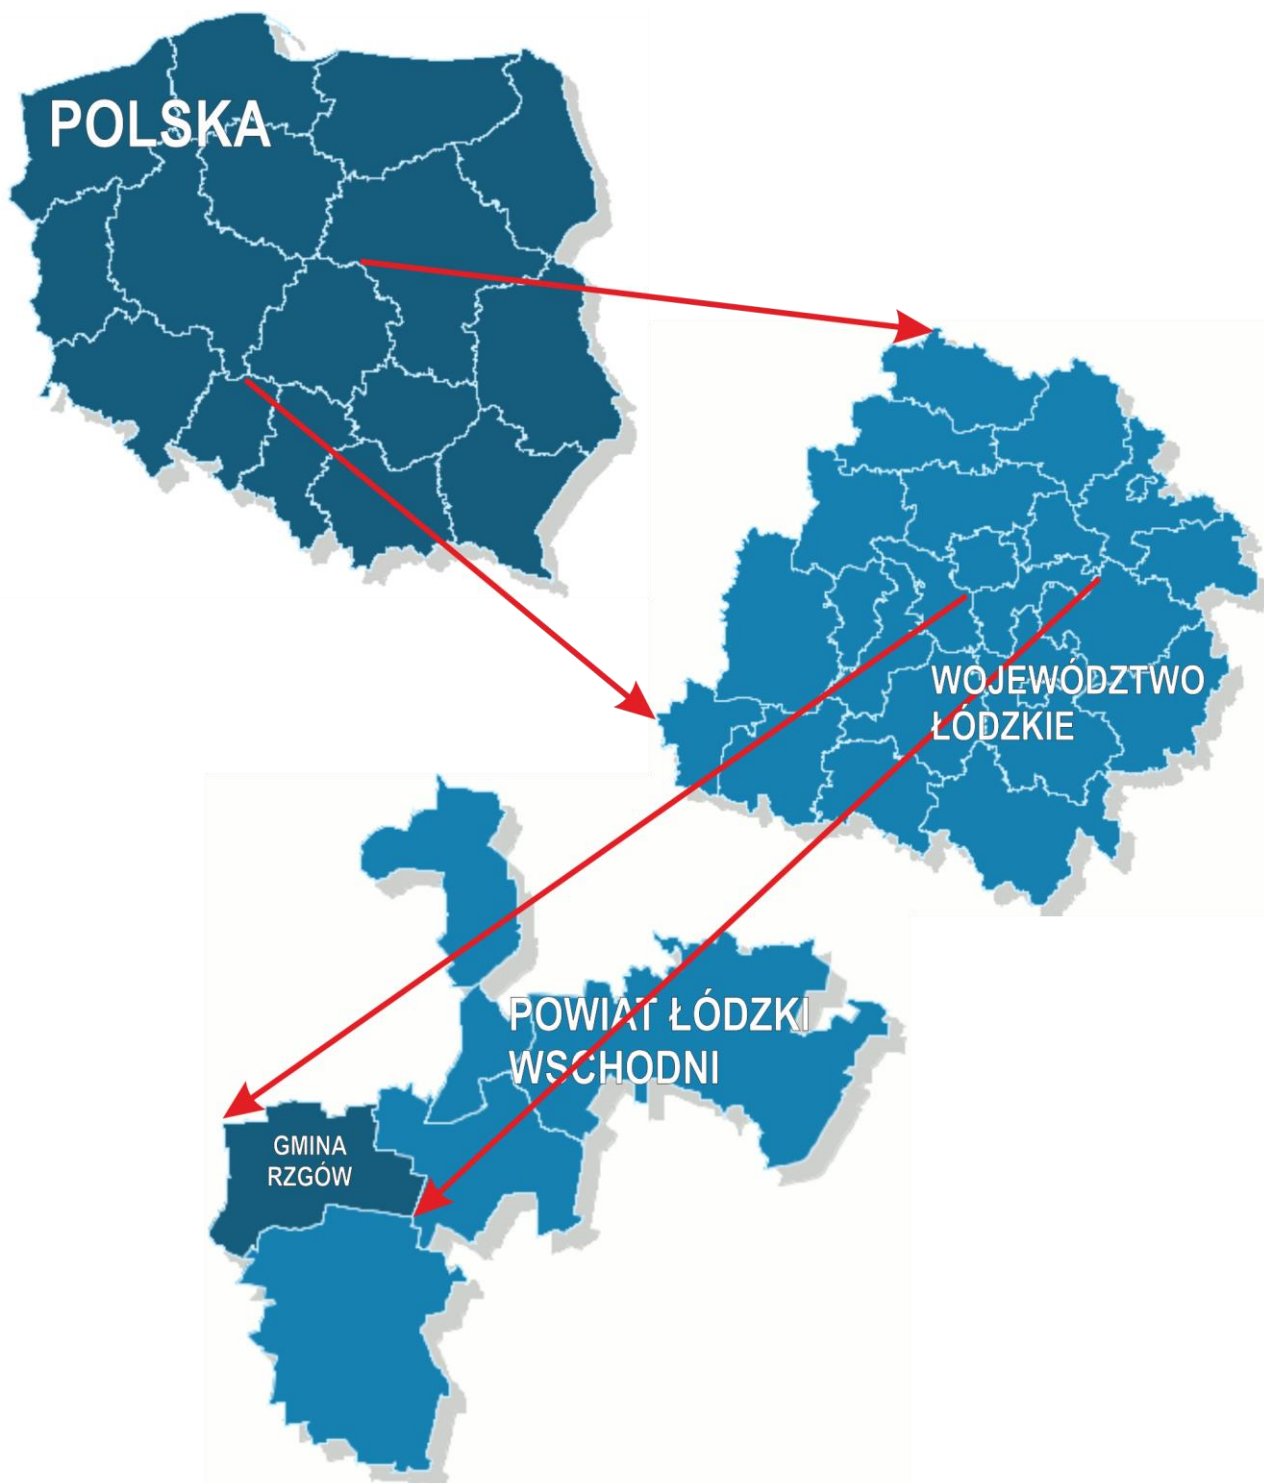 POLSKA
WOJEWÓDZTWO
ŁÓDZKIE
POWIAT ŁÓDZKI
WSCHODNI
GMINA
RZGÓW